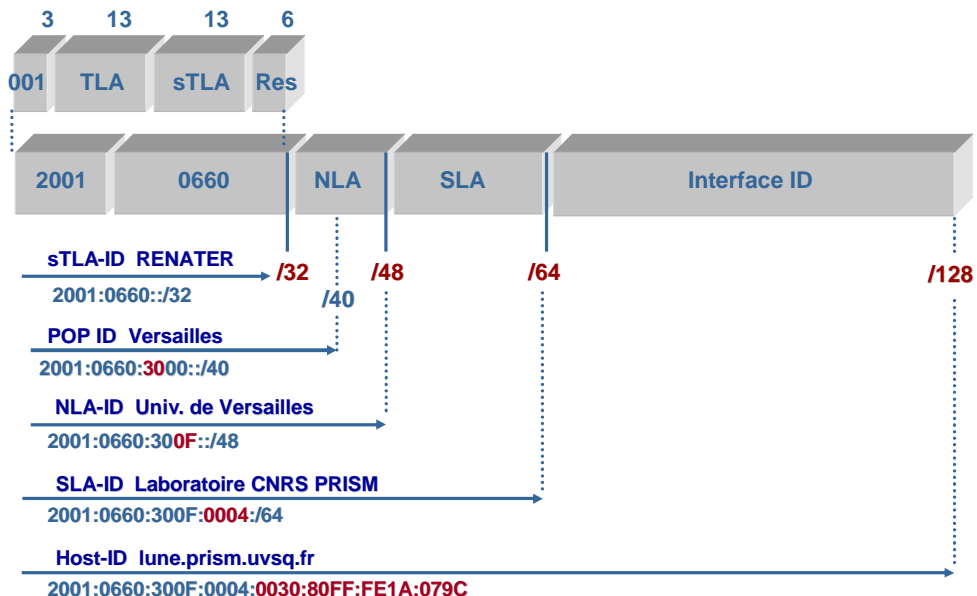 3 13 13 6
001 TLA sTLA Res
2001 0660 NLA SLA Interface ID
sTLA-ID RENATER
/32 /48 /64 /128
2001:0660::/32
/40
POP ID Versailles
2001:0660:3000::/40
NLA-ID Univ. de Versailles
2001:0660:300F::/48
SLA-ID Laboratoire CNRS PRISM
2001:0660:300F:0004:/64
Host-ID lune.prism.uvsq.fr
2001:0660:300F:0004:0030:80FF:FE1A:079C